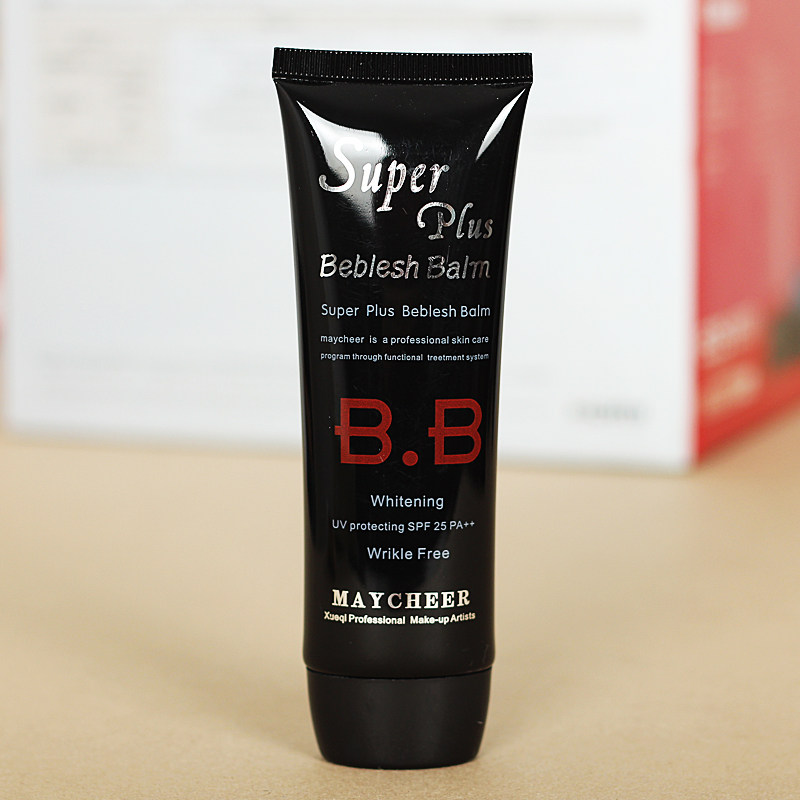 Super
Plus
Beblesh Balm
Super Plus Beblesh Balm
maycheer is a professional skin care
program through functional treetment system
B.B
Whitening
UV protecting SPF 25 PA++
Wrikle Free
MAYCHEER
Xueqi Professional Make-up Artists